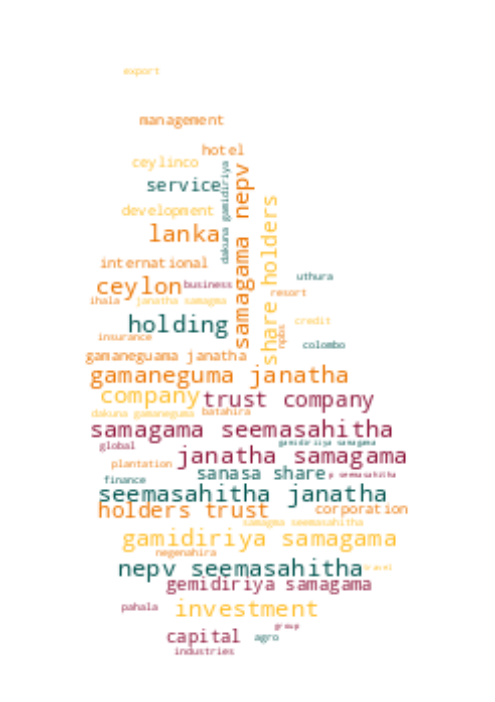 export
management
hotel
ceylinco
service
dakuna gamidiriya
samagama nepv
development
share holders
lanka
international
uthura
ceylon business
resort
ihala janatha samagma
holding
credit
insurance
npbs
colombo
gamaneguama janatha
gamaneguma janatha
company trust company
dakuna gamaneguma batahira
samagama seemasahitha
global
gamidiriya samagama
janatha samagama
plantation
sanasa share
p seemasahitha
finance
seemasahitha janatha
holders trust corporation
samagma seemasahitha
gamidiriya samagama
negenahira
nepv seemasahitha travel
gemidiriya samagama
pahala investment
group
capital agro
industries